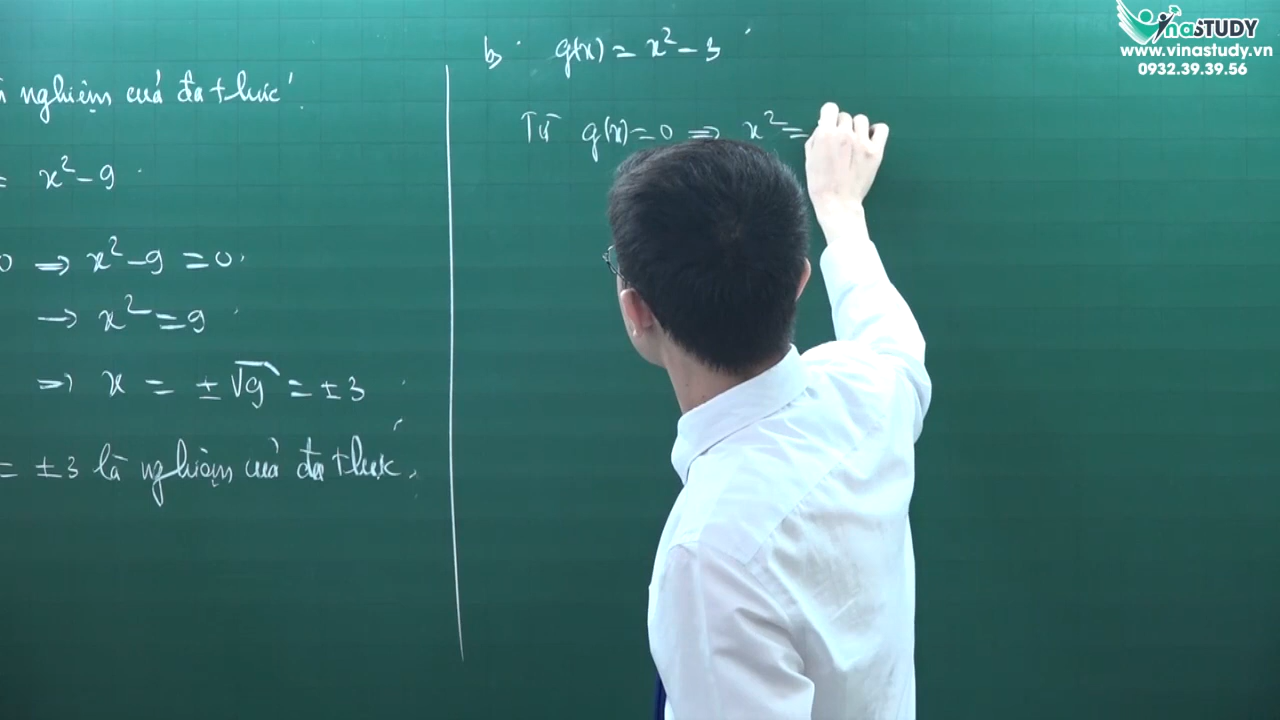 nghiệm của đa thức.
= x² - 9
0 => x² - 9 = 0
-> x² = 9
=> x = ± √9 = ± 3
= ± 3 là nghiệm của đa thức.
b, g(x) = x² - 3
Từ g(x) = 0 => x² =
VinaSTUDY
www.vinastudy.vn
0932.39.39.56